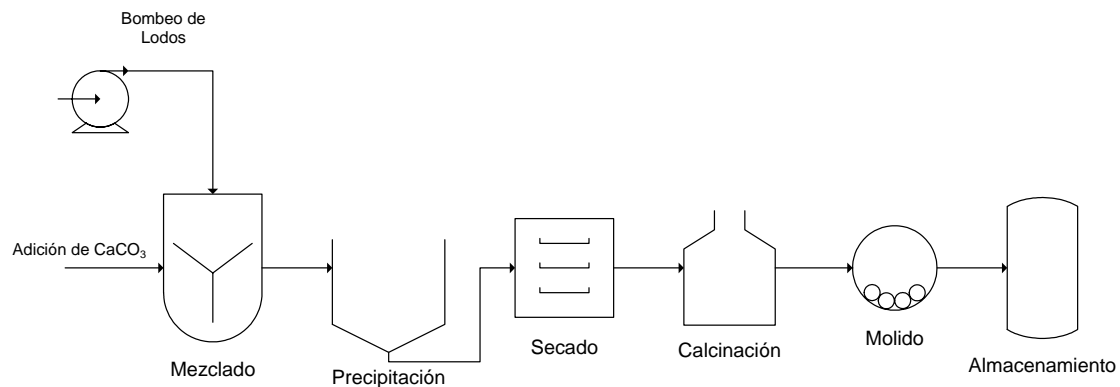 Bombeo de
Lodos
Adición de CaCO₃
Mezclado
Precipitación
Secado
Calcinación
Molido
Almacenamiento